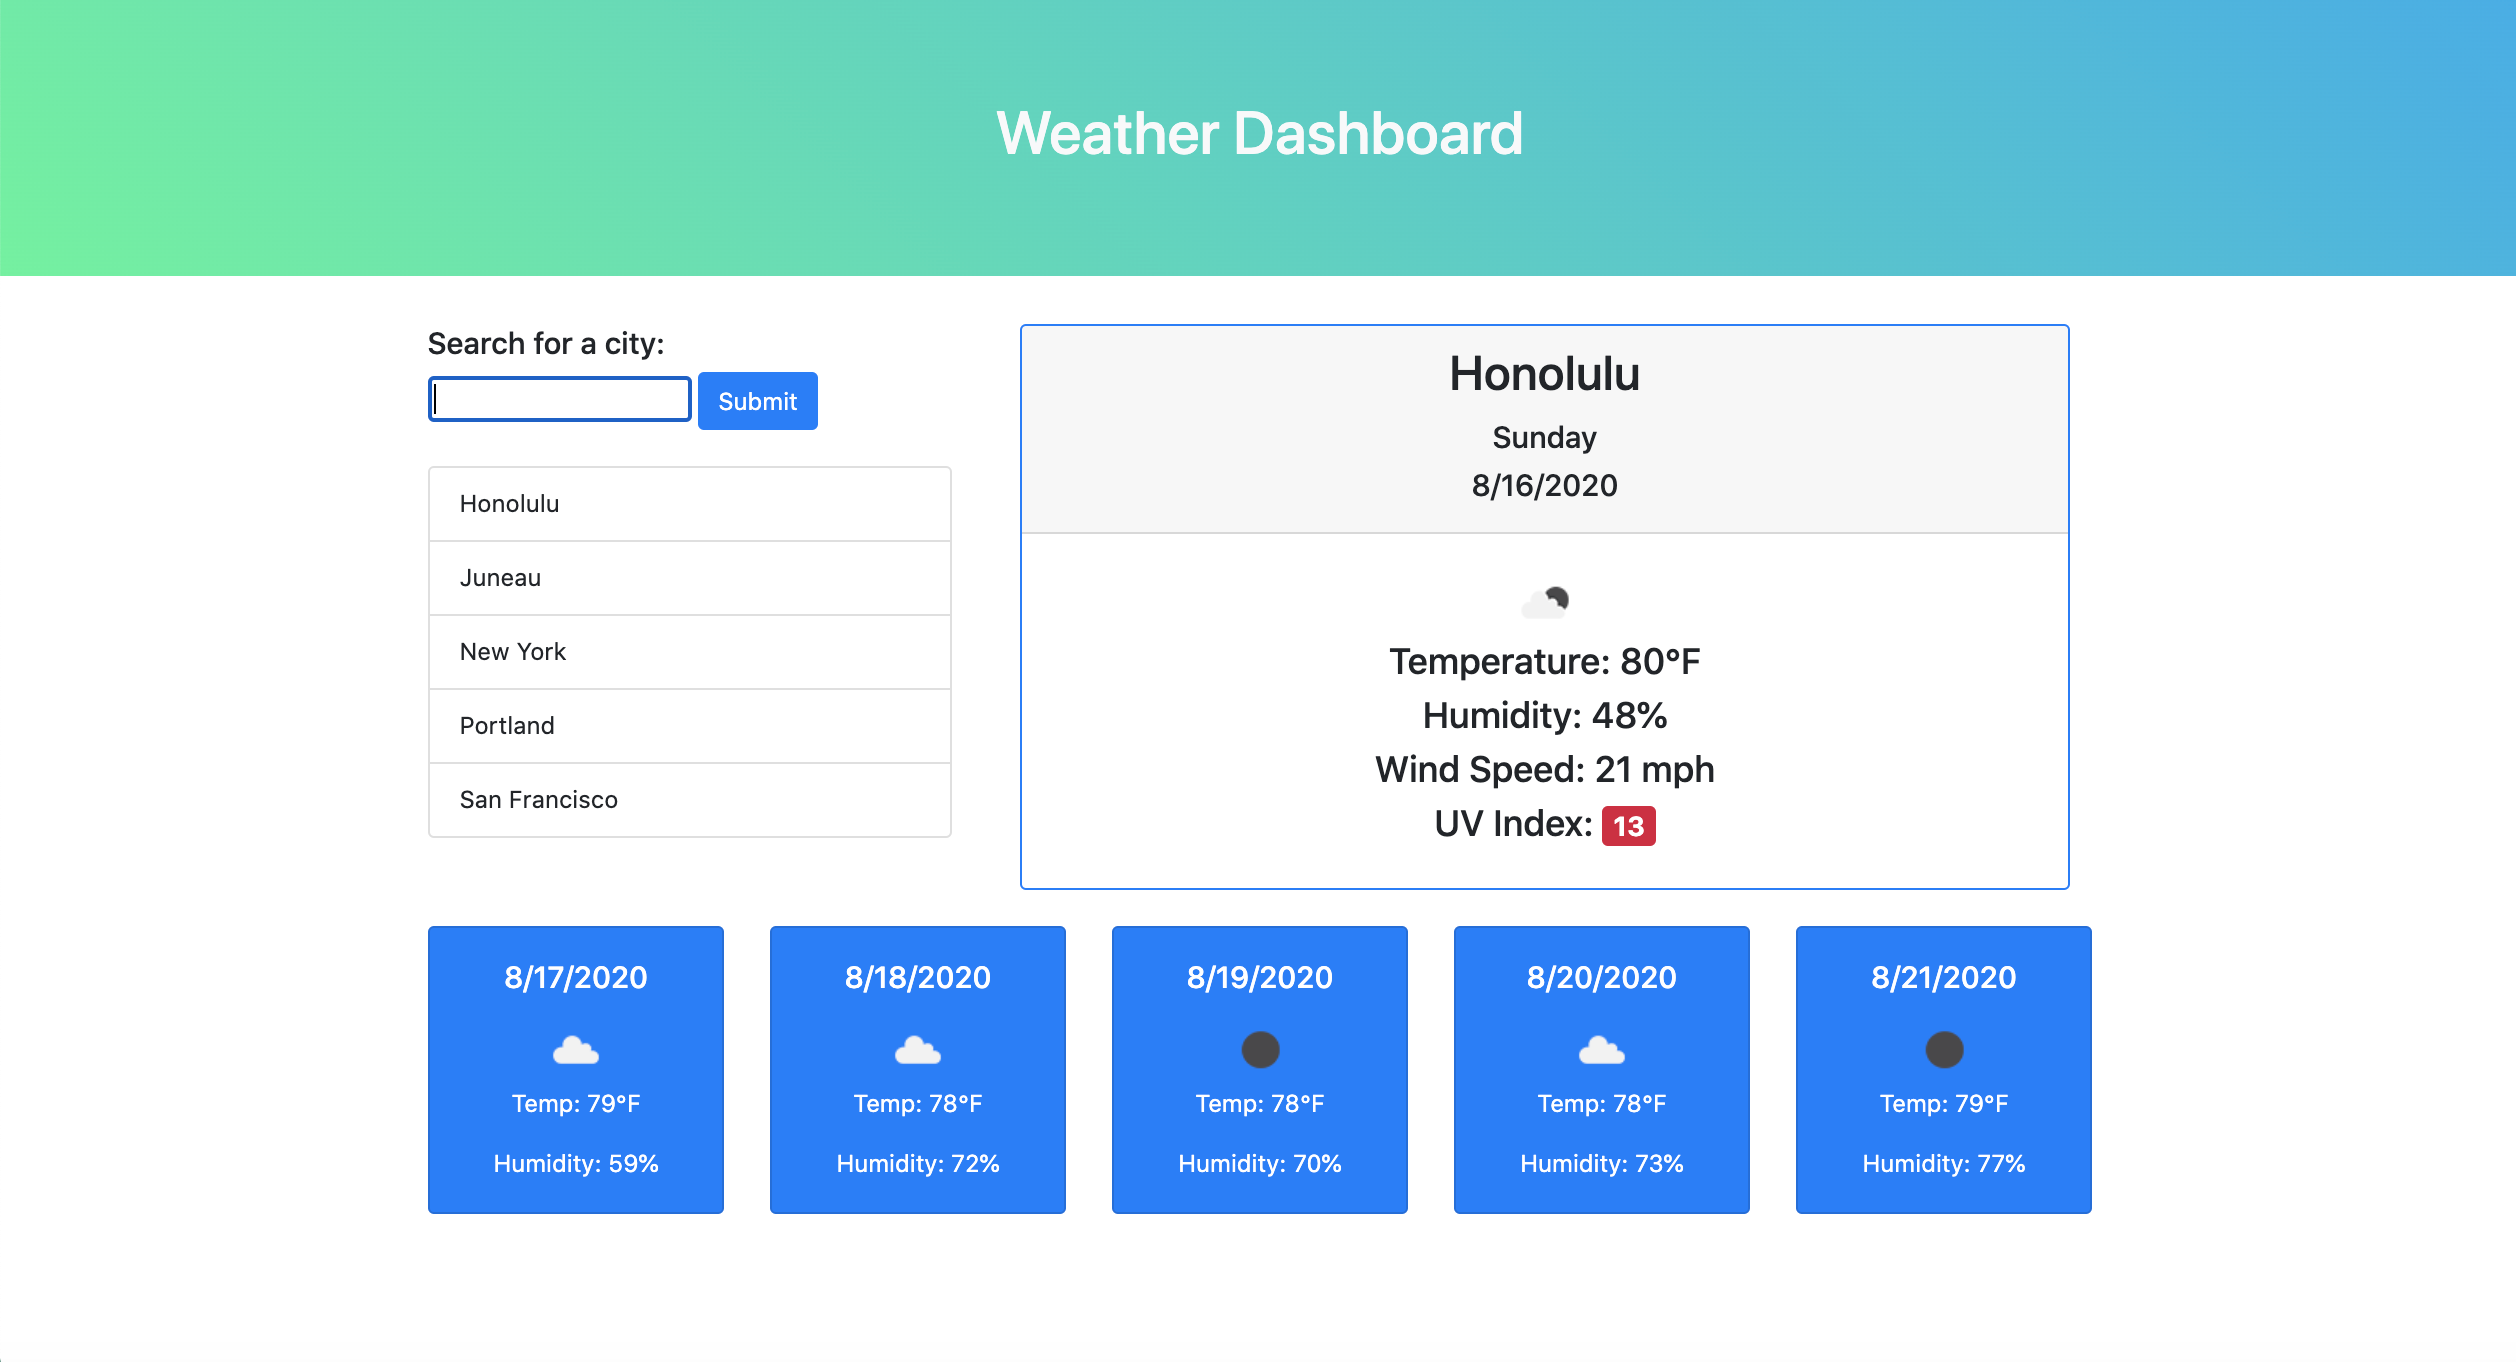 Weather Dashboard
Search for a city:
Submit
Honolulu
Juneau
New York
Portland
San Francisco
Honolulu
Sunday
8/16/2020
Temperature: 80°F
Humidity: 48%
Wind Speed: 21 mph
UV Index: 13
8/17/2020
Temp: 79°F
Humidity: 59%
8/18/2020
Temp: 78°F
Humidity: 72%
8/19/2020
Temp: 78°F
Humidity: 70%
8/20/2020
Temp: 78°F
Humidity: 73%
8/21/2020
Temp: 79°F
Humidity: 77%